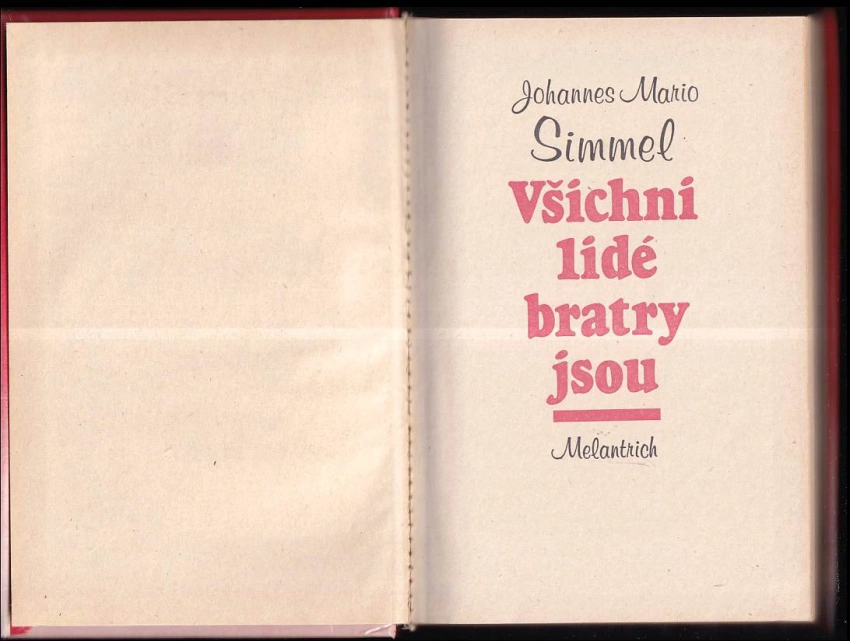 Johannes Mario
Simmel
Všichni
lidé
bratry
jsou
Melantrich